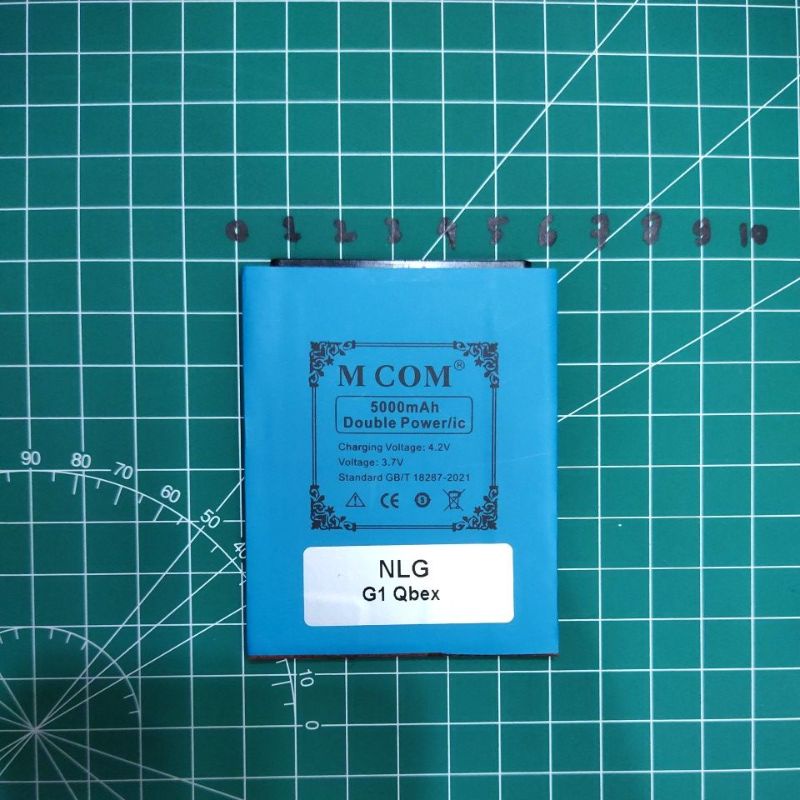 0 1 2 3 4 5 6 7 8 9 10
M COM®
5000mAh
Double Power/ic
Charging Voltage: 4.2V
Voltage: 3.7V
Standard GB/T 18287-2021
CE
NLG
G1 Qbex
90 80 70 60 50 40
10
0